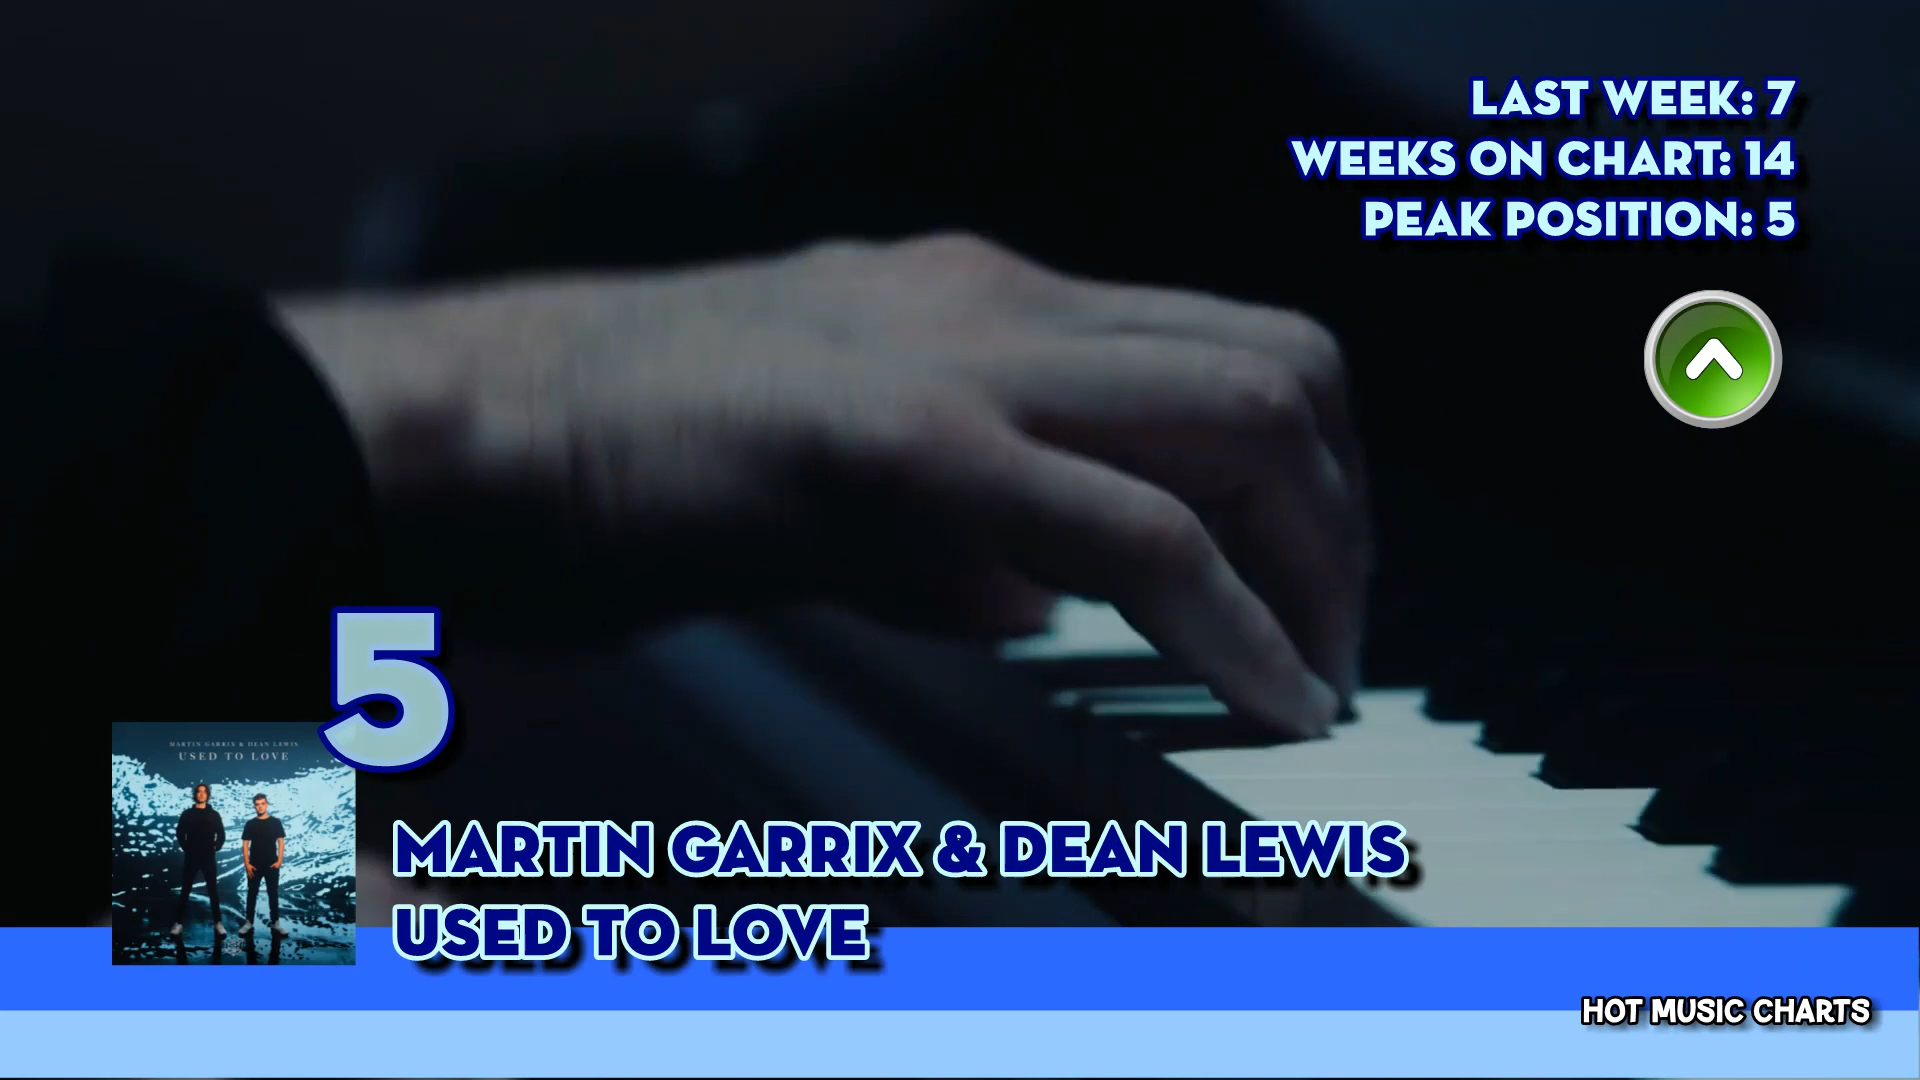 LAST WEEK: 7
WEEKS ON CHART: 14
PEAK POSITION: 5
5
MARTIN GARRIX & DEAN LEWIS
USED TO LOVE
MARTIN GARRIX & DEAN LEWIS
USED TO LOVE
HOT MUSIC CHARTS